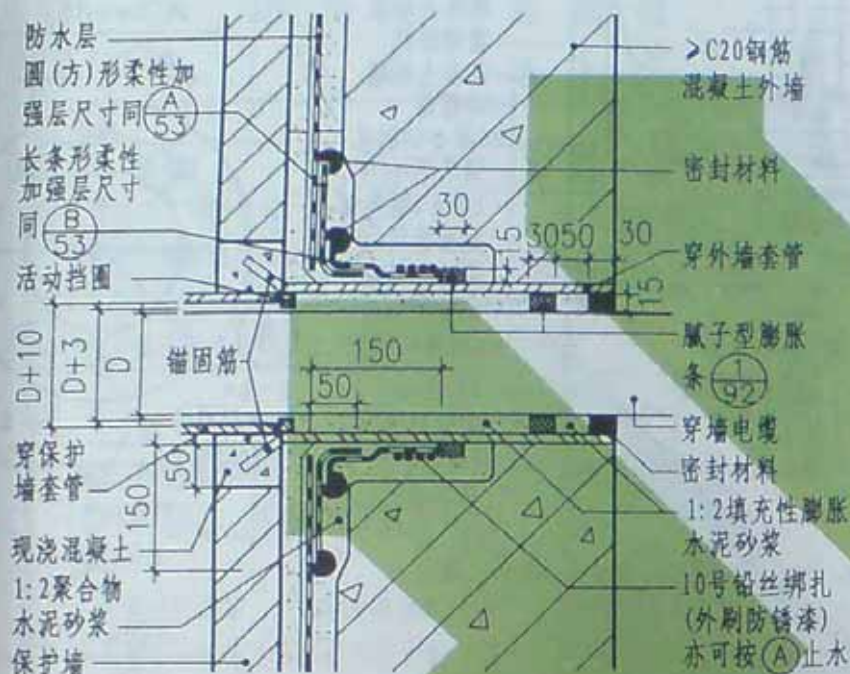 防水层
圆(方)形柔性加
强层尺寸同 A
53
长条形柔性
加强层尺寸
同 B
53
活动挡圈
D+10
D+3
D
锚固筋
穿保护
墙套管
50
150
现浇混凝土
1:2聚合物
水泥砂浆
保护墙
30
5
30 50
30
15
150
50
≥C20钢筋
混凝土外墙
密封材料
穿外墙套管
腻子型膨胀
条 1
92
穿墙电缆
密封材料
1:2填充性膨胀
水泥砂浆
10号铅丝绑扎
(外刷防锈漆)
亦可按 A 止水